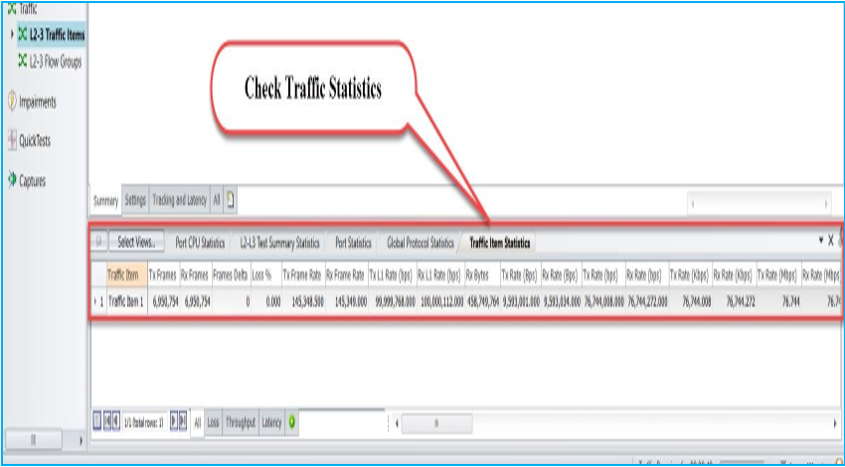 Traffic
L2-3 Traffic Items
L2-3 Flow Groups
Impairments
QuickTests
Captures
Check Traffic Statistics
Summary Settings Tracking and Latency All
Select Views... Port CPU Statistics L2-L3 Test Summary Statistics Port Statistics Global Protocol Statistics Traffic Item Statistics
Traffic Item Tx Frames Rx Frames Frames Delta Loss % Tx Frame Rate Rx Frame Rate Tx L1 Rate (bps) Rx L1 Rate (bps) Rx Bytes Tx Rate (Bps) Rx Rate (Bps) Tx Rate (bps) Rx Rate (bps) Tx Rate (Kbps) Rx Rate (Kbps) Tx Rate (Mbps) Rx Rate (Mbps
1 Traffic Item 1 6,950,754 6,950,754 0 0.000 145,348.500 145,349.000 99,999,768.000 100,000,112.000 458,749,764 9,593,001.000 9,593,034.000 76,744,008.000 76,744,272.000 76,744.008 76,744.272 76.744 76.74
1/1 (total rows: 1) All Loss Throughput Latency